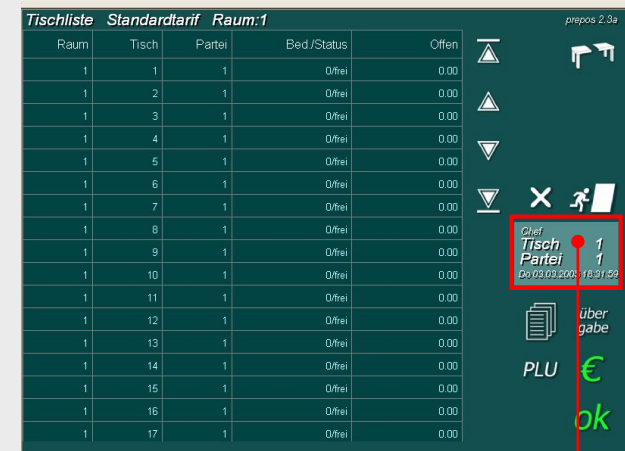 Tischliste Standardtarif Raum:1
prepos 2.3a
Raum Tisch Partei Bed./Status Offen
1 1 1 0/frei 0.00
1 2 1 0/frei 0.00
1 3 1 0/frei 0.00
1 4 1 0/frei 0.00
1 5 1 0/frei 0.00
1 6 1 0/frei 0.00
1 7 1 0/frei 0.00
1 8 1 0/frei 0.00
1 9 1 0/frei 0.00
1 10 1 0/frei 0.00
1 11 1 0/frei 0.00
1 12 1 0/frei 0.00
1 13 1 0/frei 0.00
1 14 1 0/frei 0.00
1 15 1 0/frei 0.00
1 16 1 0/frei 0.00
1 17 1 0/frei 0.00
Chef
Tisch 1
Partei 1
Do 03.03.2005 18:31:59
über
gabe
PLU €
ok